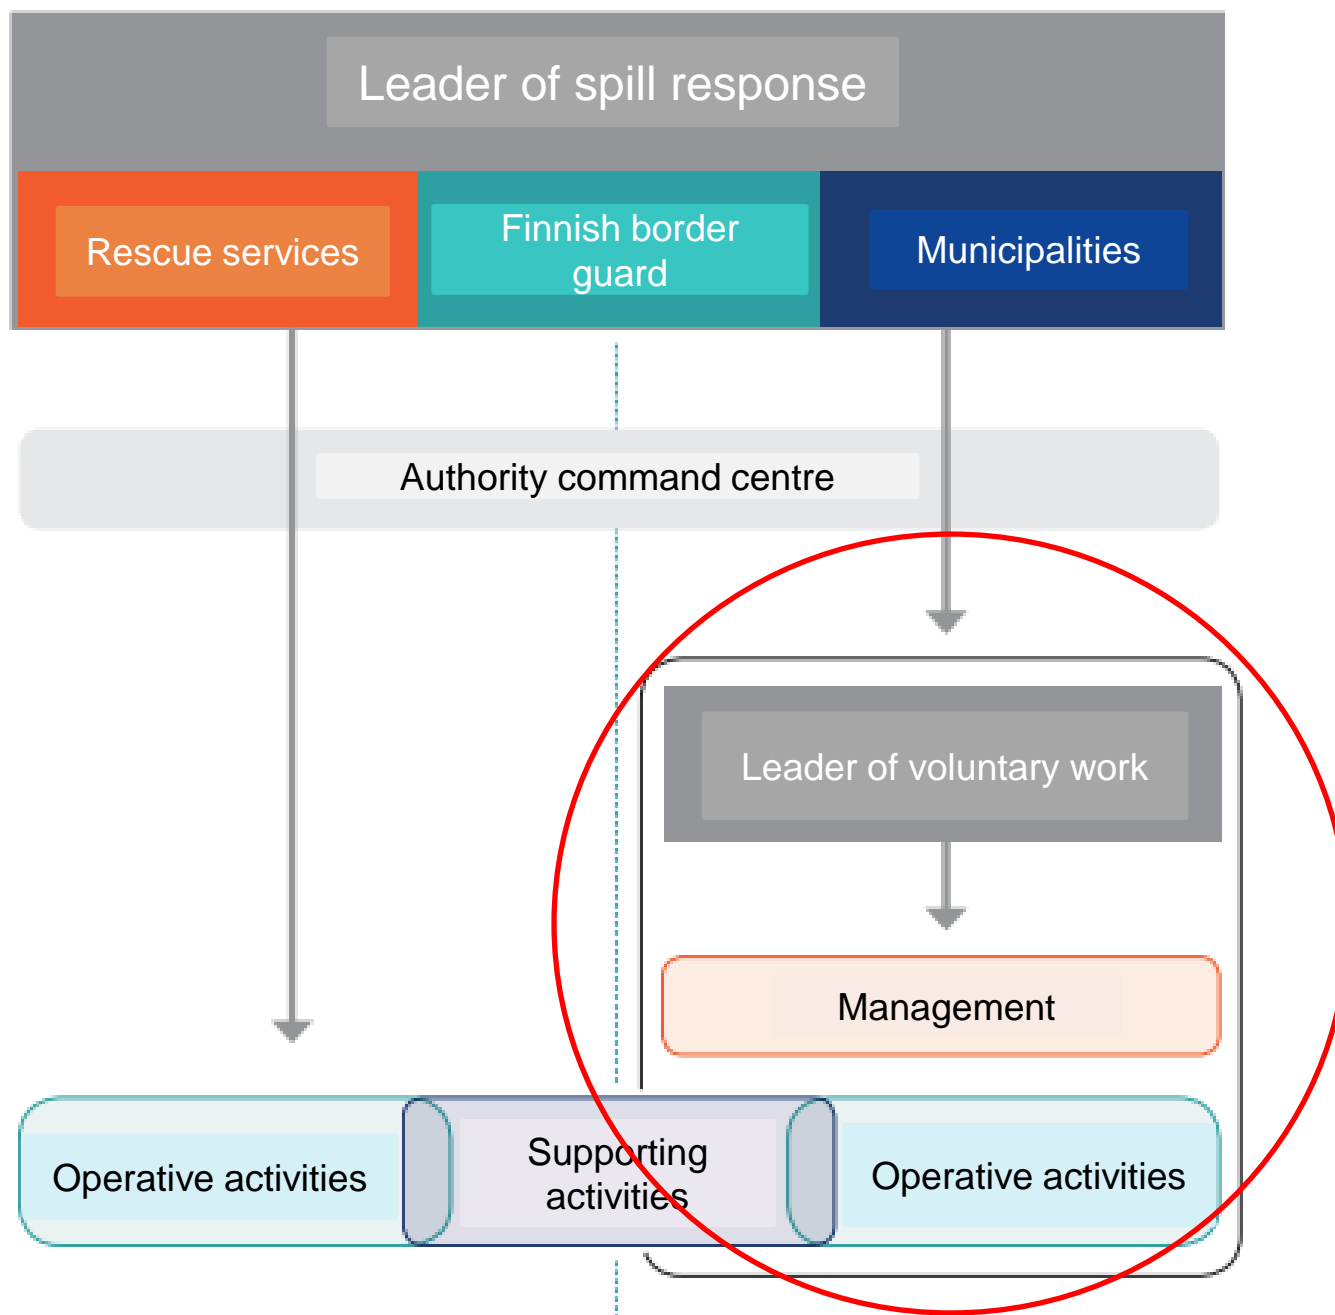 Leader of spill response
Rescue services
Finnish border
guard
Municipalities
Authority command centre
Leader of voluntary work
Management
Operative activities
Supporting
activities
Operative activities